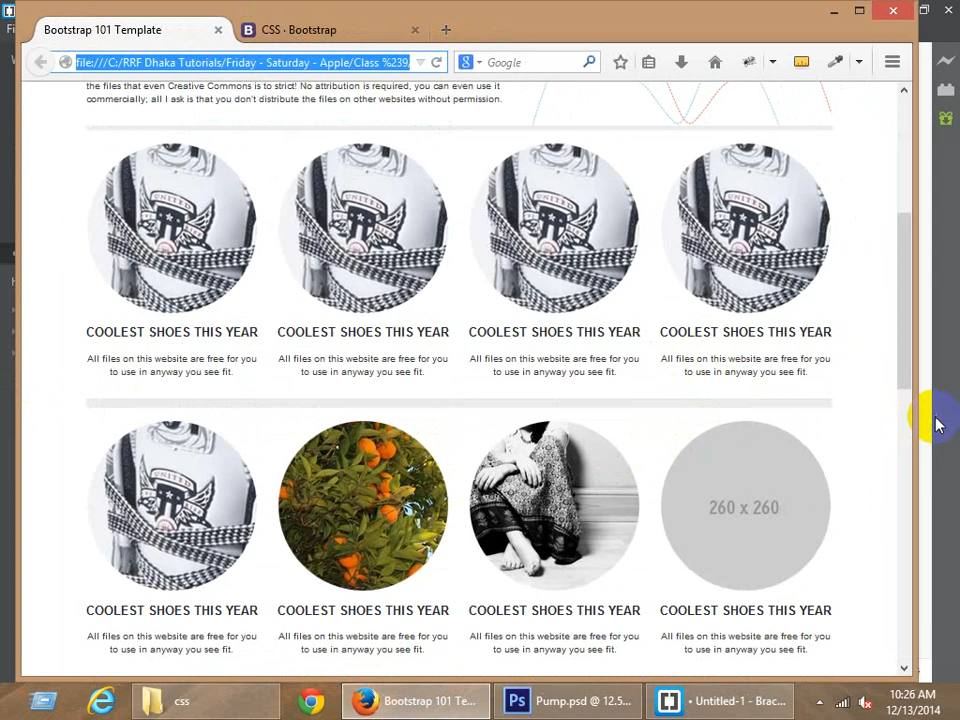 Bootstrap 101 Template
CSS · Bootstrap
file:///C:/RRF Dhaka Tutorials/Friday - Saturday - Apple/Class %239,
Google
the files that even Creative Commons is to strict! No attribution is required, you can even use it
commercially; all I ask is that you don't distribute the files on other websites without permission.
UNITED
UNITED
UNITED
UNITED
COOLEST SHOES THIS YEAR
COOLEST SHOES THIS YEAR
COOLEST SHOES THIS YEAR
COOLEST SHOES THIS YEAR
All files on this website are free for you
to use in anyway you see fit.
All files on this website are free for you
to use in anyway you see fit.
All files on this website are free for you
to use in anyway you see fit.
All files on this website are free for you
to use in anyway you see fit.
UNITED
260 x 260
COOLEST SHOES THIS YEAR
COOLEST SHOES THIS YEAR
COOLEST SHOES THIS YEAR
COOLEST SHOES THIS YEAR
All files on this website are free for you
to use in anyway you see fit.
All files on this website are free for you
to use in anyway you see fit.
All files on this website are free for you
to use in anyway you see fit.
All files on this website are free for you
to use in anyway you see fit.
css
Bootstrap 101 Te...
Ps
Pump.psd @ 12.5...
• Untitled-1 - Brac...
10:26 AM
12/13/2014